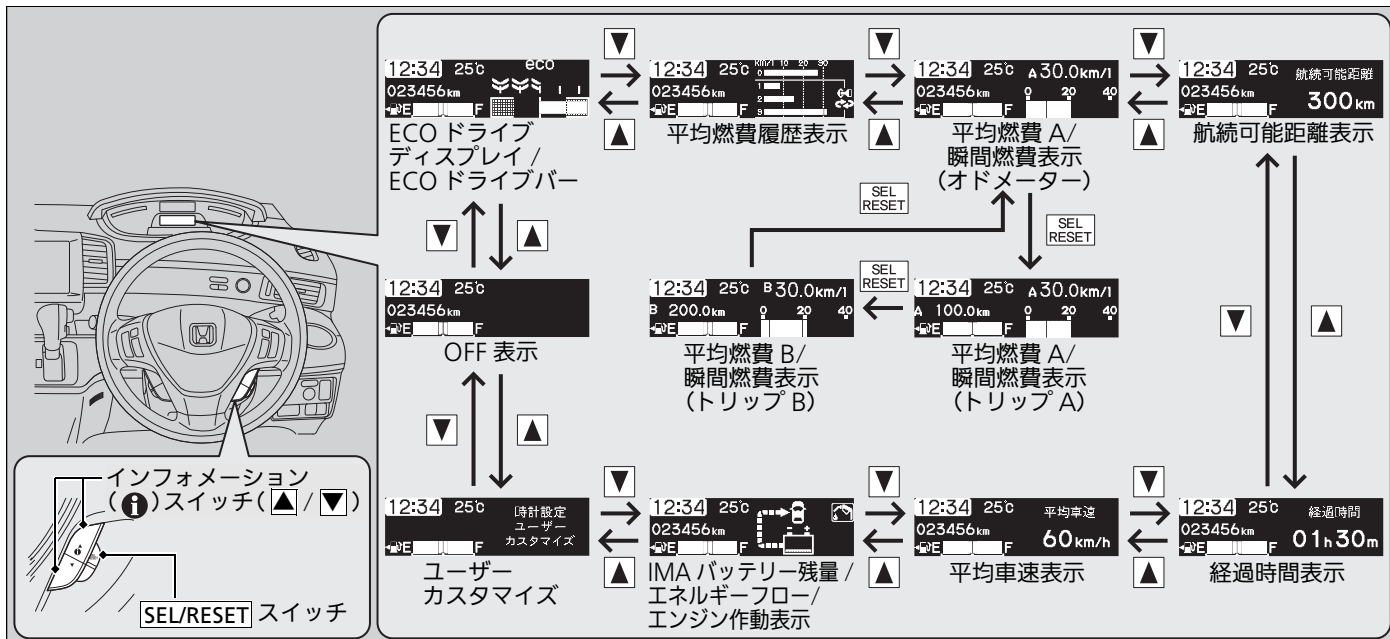 ▼
▼
▼
12:34 25℃ eco
023456km
E F
12:34 25℃ km/l 10 20 30
023456km 0
1
2
3
E F
12:34 25℃ A30.0km/l
023456km 0 20 40
E F
12:34 25℃ 航続可能距離
023456km 300km
E F
▲
▲
▲
ECO ドライブ
ディスプレイ /
ECO ドライブバー
平均燃費履歴表示
平均燃費 A/
瞬間燃費表示
(オドメーター)
航続可能距離表示
SEL
RESET
▼ ▲
SEL
RESET
12:34 25℃
023456km
E F
12:34 25℃ B30.0km/l
B 200.0km 0 20 40
E F
SEL
RESET
12:34 25℃ A30.0km/l
A 100.0km 0 20 40
E F
▼ ▲
OFF 表示
平均燃費 B/
瞬間燃費表示
(トリップ B)
平均燃費 A/
瞬間燃費表示
(トリップ A)
▼ ▲
インフォメーション
(i)スイッチ(▲/▼)
SEL/RESET スイッチ
▼
▼
▼
12:34 25℃ 時計設定
ユーザー
カスタマイズ
E F
12:34 25℃
023456km
E F
12:34 25℃ 平均車速
023456km 60km/h
E F
12:34 25℃ 経過時間
023456km 01h30m
E F
▲
▲
▲
ユーザー
カスタマイズ
IMA バッテリー残量 /
エネルギーフロー/
エンジン作動表示
平均車速表示
経過時間表示